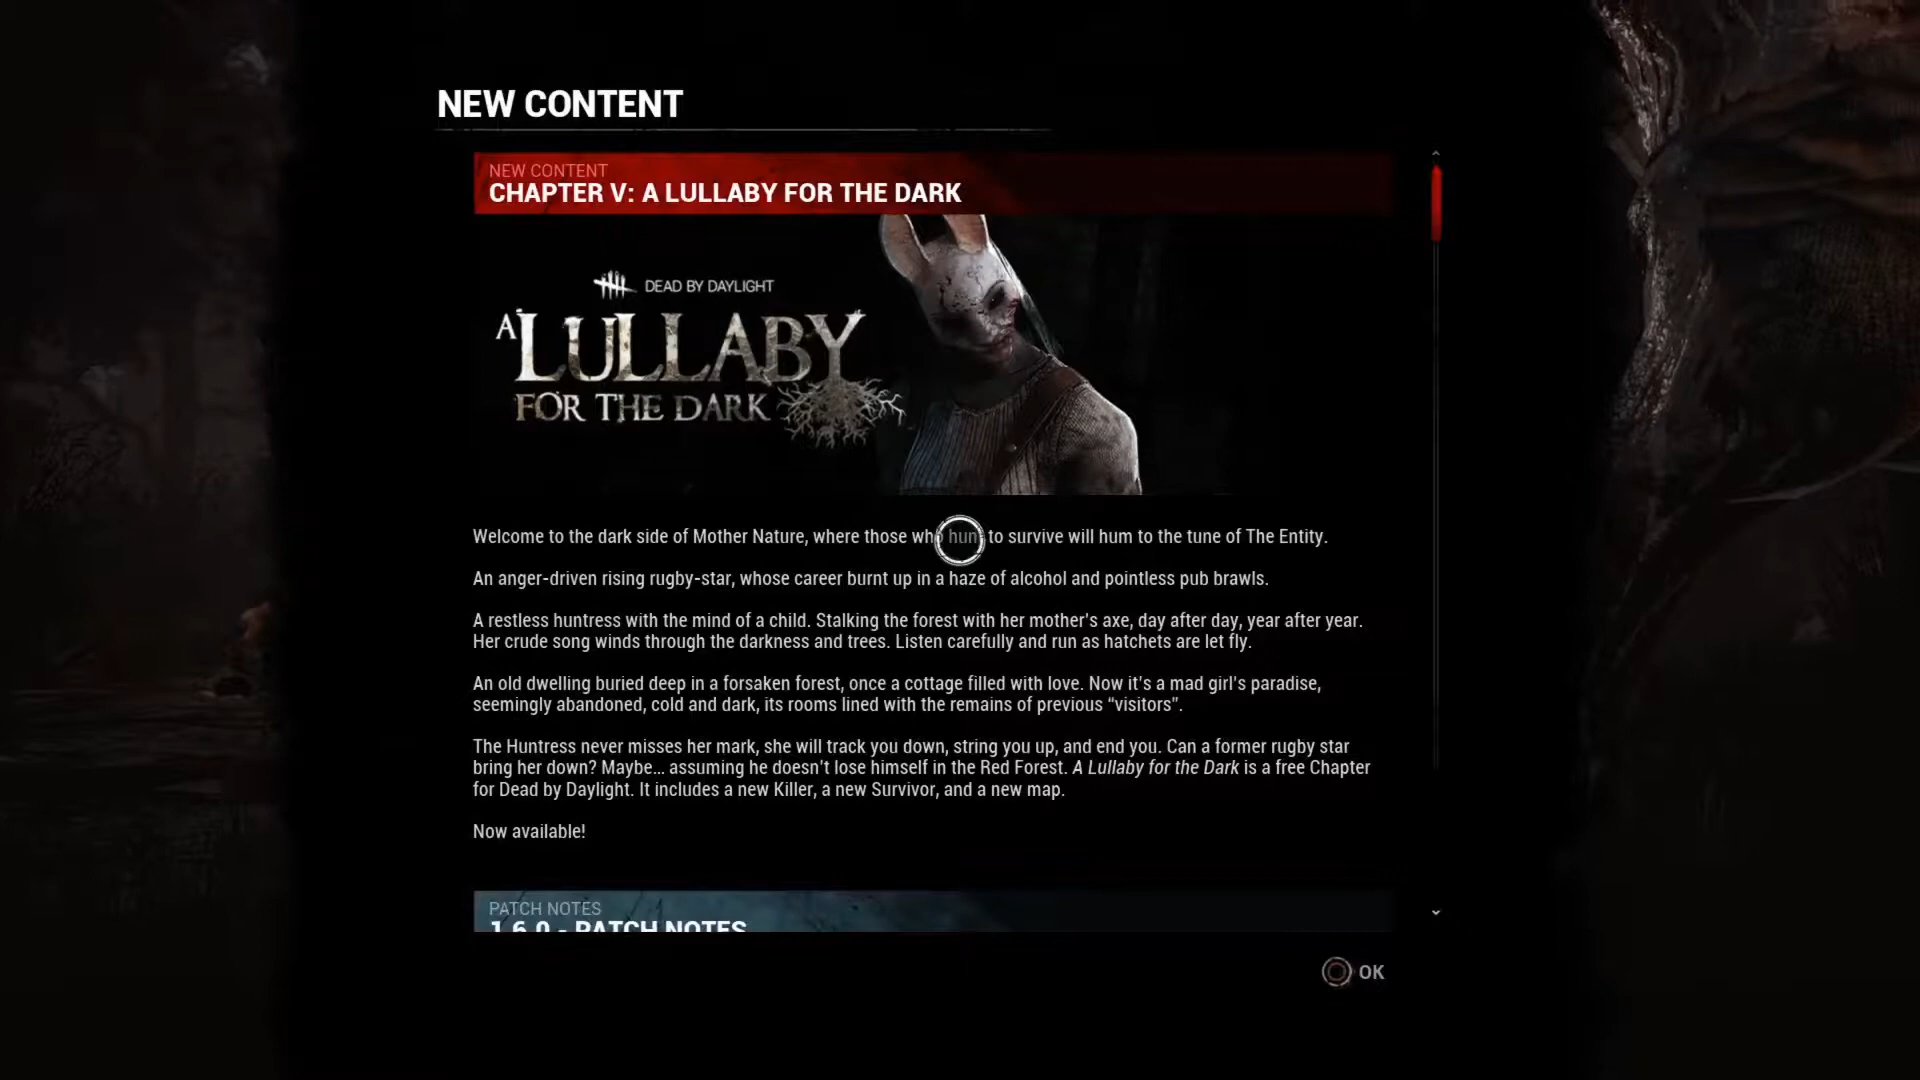 NEW CONTENT
NEW CONTENT
CHAPTER V: A LULLABY FOR THE DARK
DEAD BY DAYLIGHT
A LULLABY
FOR THE DARK
Welcome to the dark side of Mother Nature, where those who hunt to survive will hum to the tune of The Entity.
An anger-driven rising rugby-star, whose career burnt up in a haze of alcohol and pointless pub brawls.
A restless huntress with the mind of a child. Stalking the forest with her mother's axe, day after day, year after year.
Her crude song winds through the darkness and trees. Listen carefully and run as hatchets are let fly.
An old dwelling buried deep in a forsaken forest, once a cottage filled with love. Now it's a mad girl's paradise,
seemingly abandoned, cold and dark, its rooms lined with the remains of previous “visitors”.
The Huntress never misses her mark, she will track you down, string you up, and end you. Can a former rugby star
bring her down? Maybe... assuming he doesn't lose himself in the Red Forest. A Lullaby for the Dark is a free Chapter
for Dead by Daylight. It includes a new Killer, a new Survivor, and a new map.
Now available!
PATCH NOTES
1.6.0 - PATCH NOTES
OK